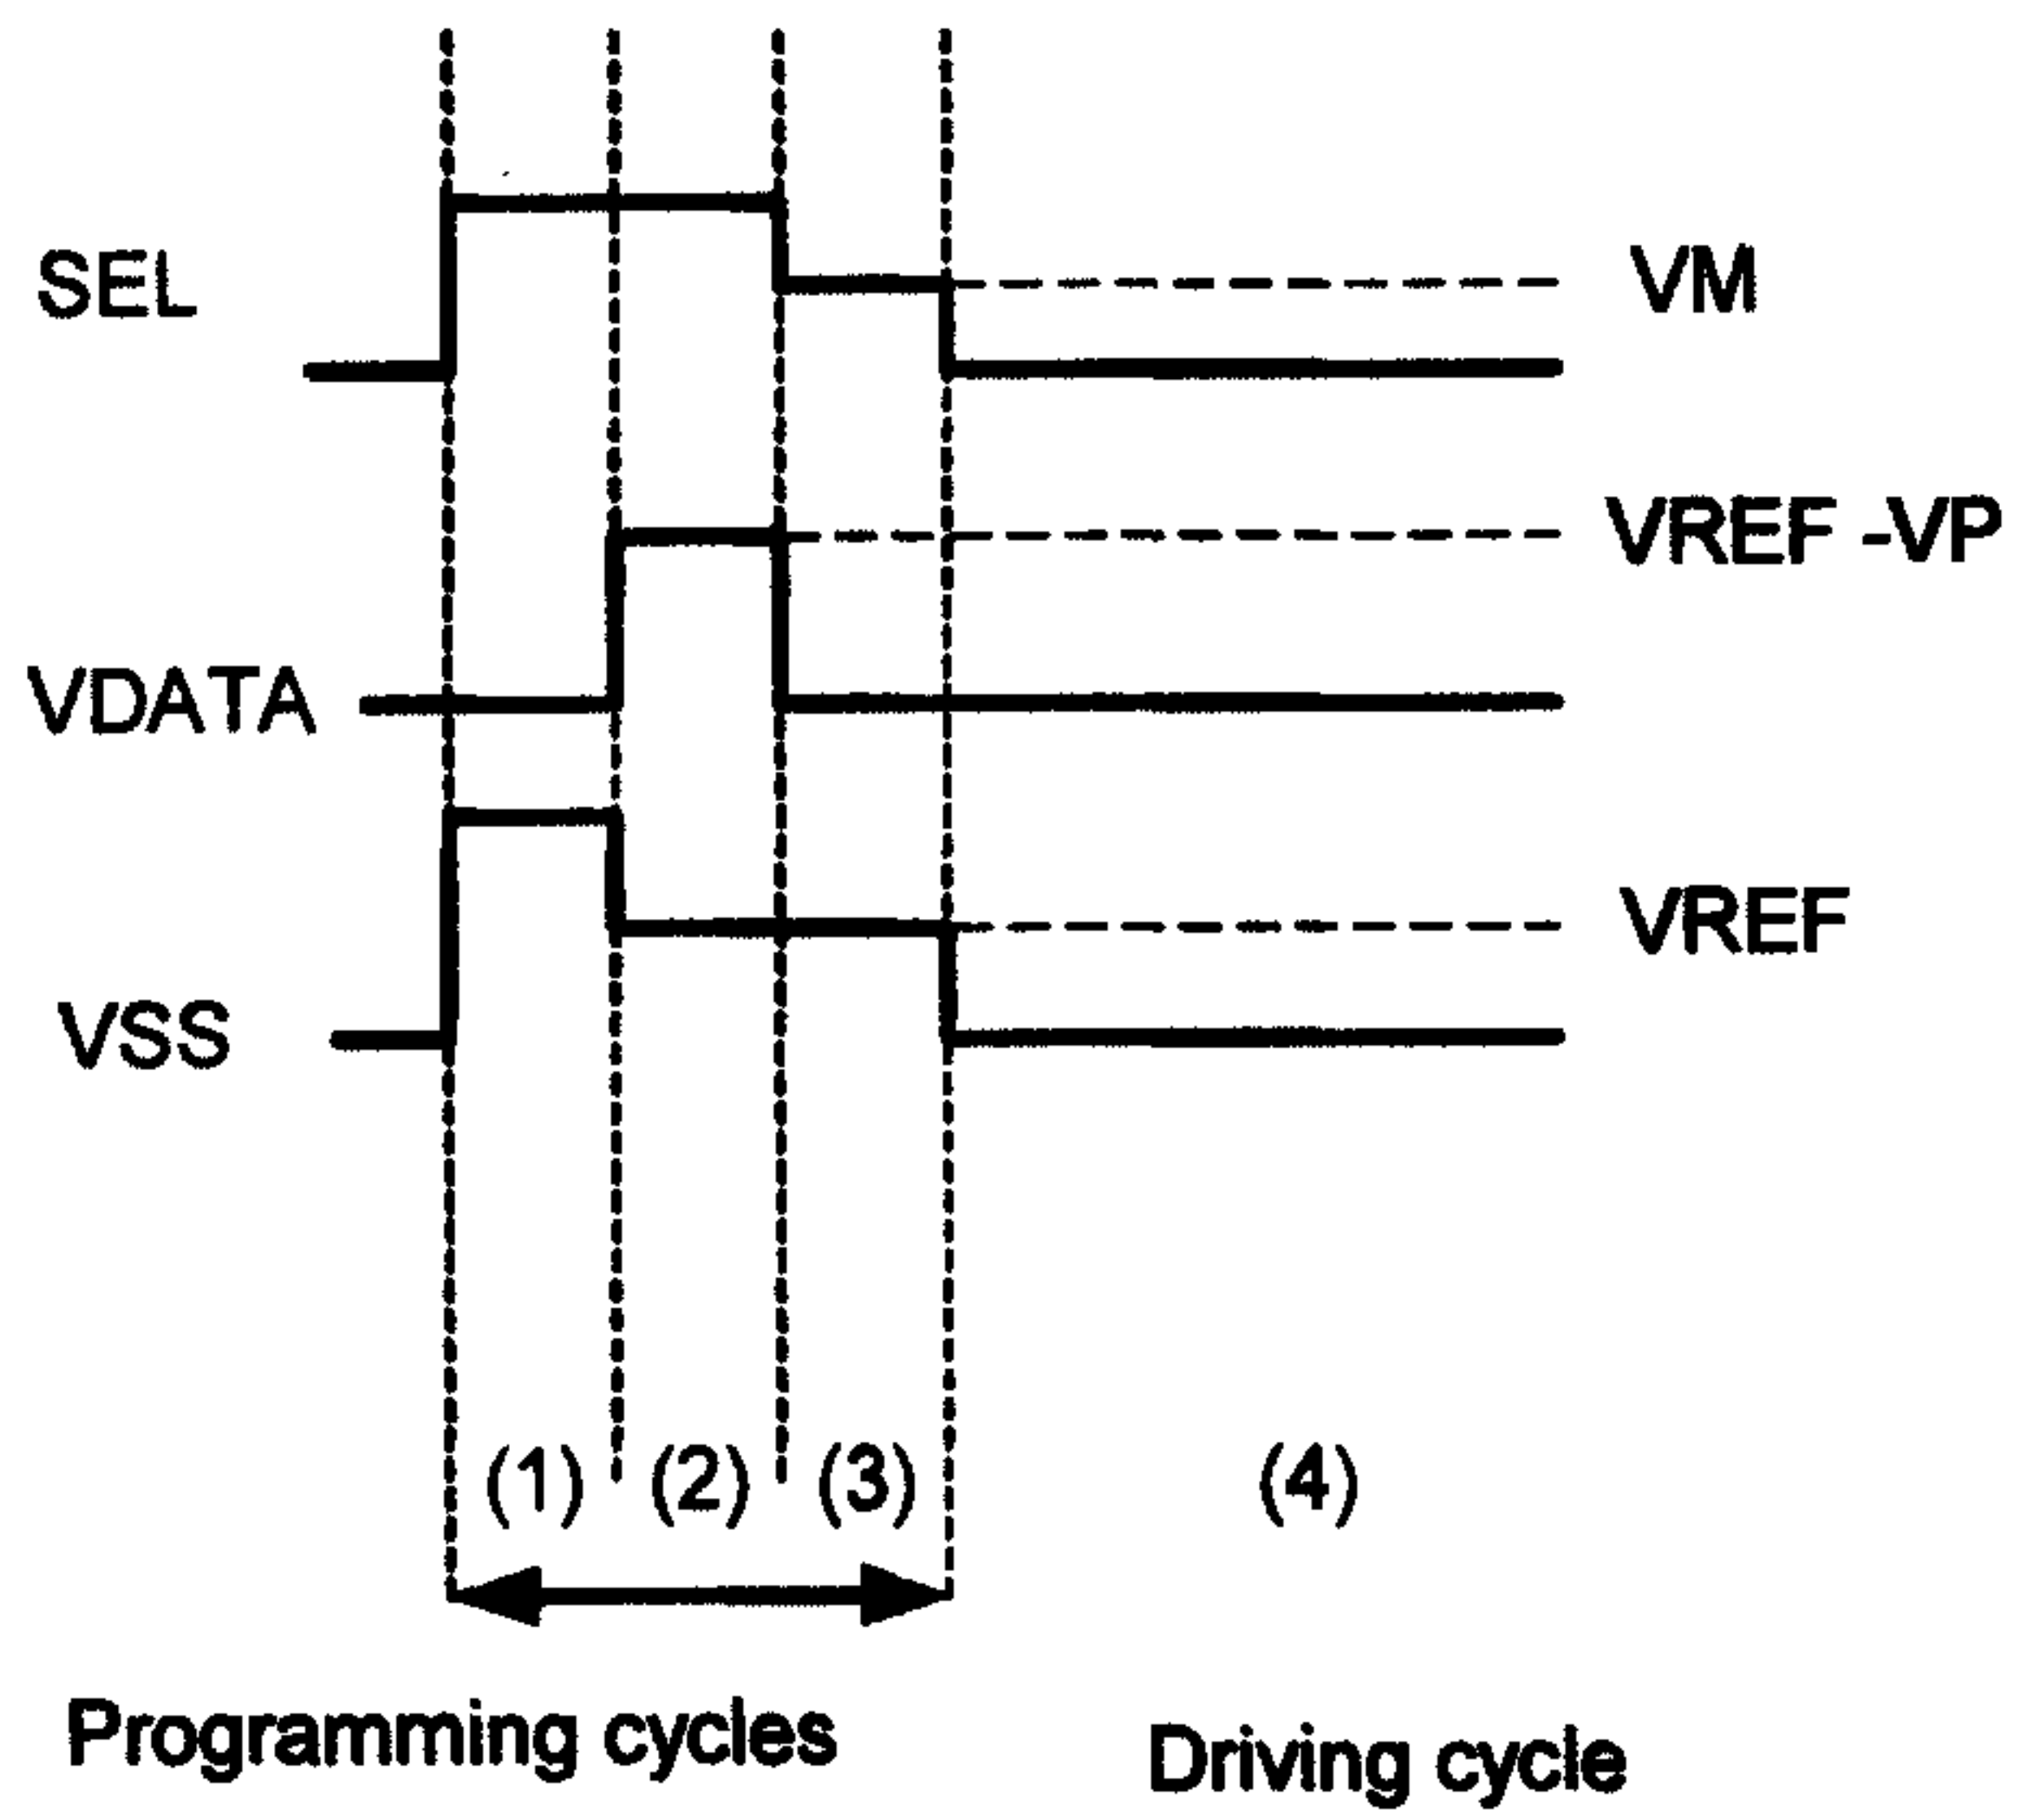 SEL
VM
VREF -VP
VDATA
VREF
VSS
(1) (2) (3) (4)
Programming cycles
Driving cycle